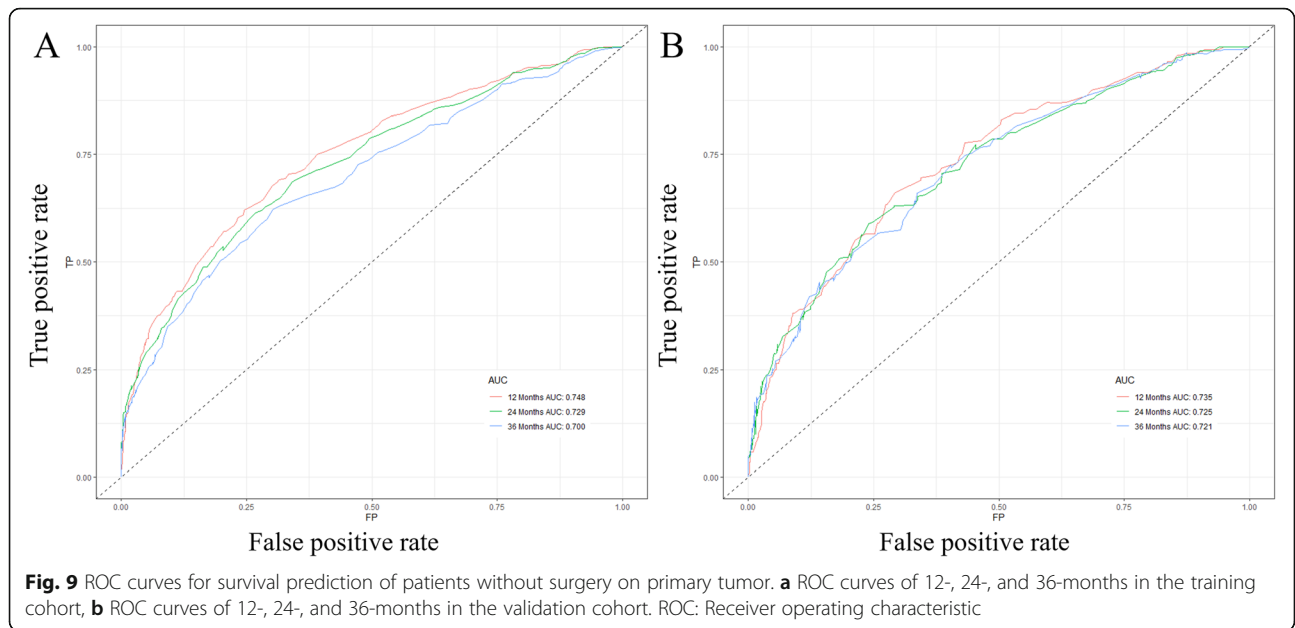 A
1.00
0.75
0.50
0.25
0.00
True positive rate
TP
AUC
12 Months AUC: 0.748
24 Months AUC: 0.729
36 Months AUC: 0.700
0.00 0.25 0.50 0.75 1.00
FP
False positive rate
B
1.00
0.75
0.50
0.25
0.00
True positive rate
TP
AUC
12 Months AUC: 0.735
24 Months AUC: 0.725
36 Months AUC: 0.721
0.00 0.25 0.50 0.75 1.00
FP
False positive rate
Fig. 9 ROC curves for survival prediction of patients without surgery on primary tumor. a ROC curves of 12-, 24-, and 36-months in the training
cohort, b ROC curves of 12-, 24-, and 36-months in the validation cohort. ROC: Receiver operating characteristic